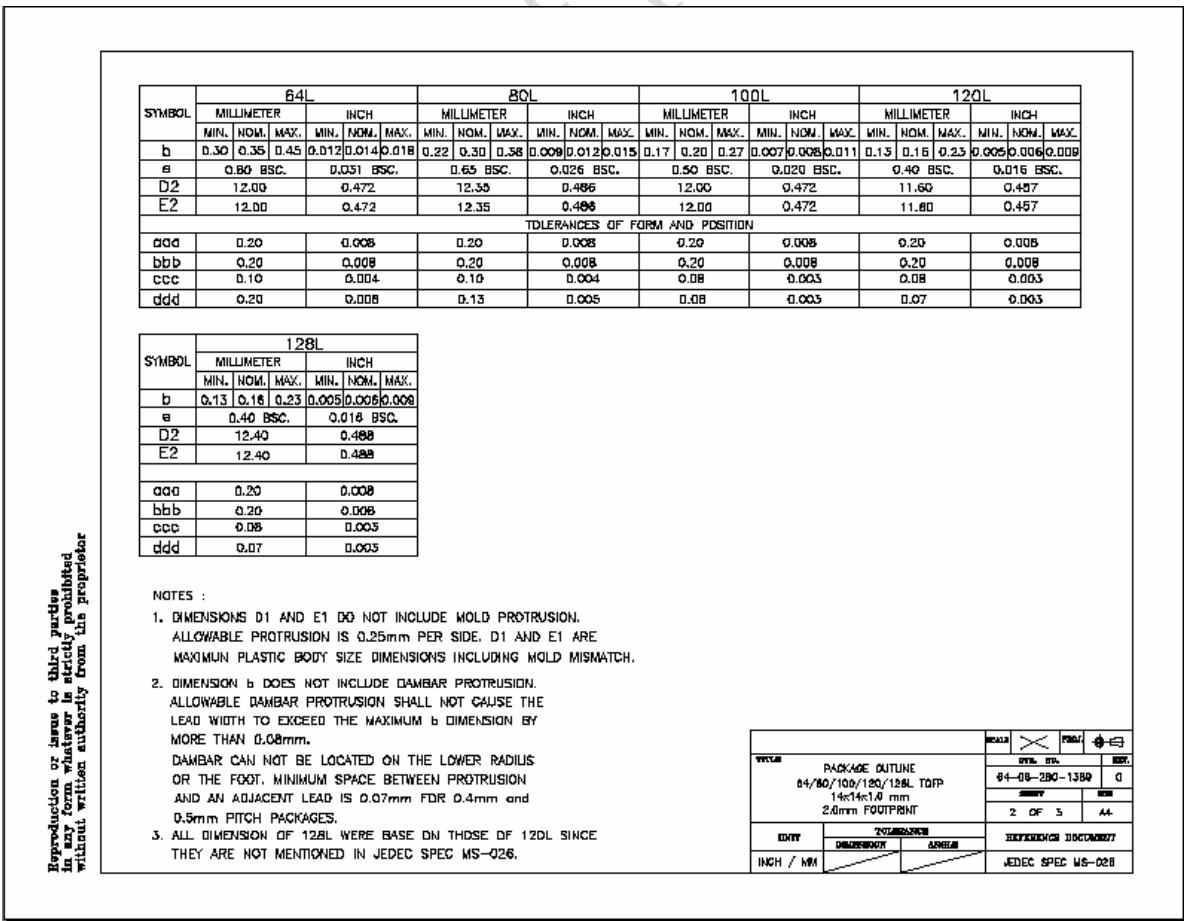 SYMBOL 64L 80L 100L 120L
MILLIMETER INCH MILLIMETER INCH MILLIMETER INCH MILLIMETER INCH
MIN. NOM. MAX. MIN. NOM. MAX. MIN. NOM. MAX. MIN. NOM. MAX. MIN. NOM. MAX. MIN. NOM. MAX. MIN. NOM. MAX. MIN. NOM. MAX.
b 0.30 0.35 0.45 0.012 0.014 0.018 0.22 0.30 0.38 0.009 0.012 0.015 0.17 0.20 0.27 0.007 0.008 0.011 0.13 0.16 0.23 0.005 0.006 0.009
e 0.80 BSC. 0.031 BSC. 0.65 BSC. 0.026 BSC. 0.50 BSC. 0.020 BSC. 0.40 BSC. 0.016 BSC.
D2 12.00 0.472 12.35 0.486 12.00 0.472 11.60 0.457
E2 12.00 0.472 12.35 0.486 12.00 0.472 11.60 0.457
TOLERANCES OF FORM AND POSITION
aaa 0.20 0.008 0.20 0.008 0.20 0.008 0.20 0.008
bbb 0.20 0.008 0.20 0.008 0.20 0.008 0.20 0.008
ccc 0.10 0.004 0.10 0.004 0.08 0.003 0.08 0.003
ddd 0.20 0.008 0.13 0.005 0.08 0.003 0.07 0.003
SYMBOL 128L
MILLIMETER INCH
MIN. NOM. MAX. MIN. NOM. MAX.
b 0.13 0.16 0.23 0.005 0.006 0.009
e 0.40 BSC. 0.016 BSC.
D2 12.40 0.488
E2 12.40 0.488
aaa 0.20 0.008
bbb 0.20 0.008
ccc 0.08 0.003
ddd 0.07 0.003
NOTES :
1. DIMENSIONS D1 AND E1 DO NOT INCLUDE MOLD PROTRUSION.
ALLOWABLE PROTRUSION IS 0.25mm PER SIDE. D1 AND E1 ARE
MAXIMUN PLASTIC BODY SIZE DIMENSIONS INCLUDING MOLD MISMATCH.
2. DIMENSION b DOES NOT INCLUDE DAMBAR PROTRUSION.
ALLOWABLE DAMBAR PROTRUSION SHALL NOT CAUSE THE
LEAD WIDTH TO EXCEED THE MAXIMUM b DIMENSION BY
MORE THAN 0.08mm.
DAMBAR CAN NOT BE LOCATED ON THE LOWER RADIUS
OR THE FOOT. MINIMUM SPACE BETWEEN PROTRUSION
AND AN ADJACENT LEAD IS 0.07mm FOR 0.4mm and
0.5mm PITCH PACKAGES.
3. ALL DIMENSION OF 128L WERE BASE ON THOSE OF 120L SINCE
THEY ARE NOT MENTIONED IN JEDEC SPEC MS-026.
Reproduction or issue to third parties
in any form whatever is strictly prohibited
without written authority from the proprietor
SCALE PROJ.
TITLE
PACKAGE OUTLINE
64/80/100/120/128L TQFP
14x14x1.0 mm
2.0mm FOOTPRINT
REV.
0
SHEET SIZE
2 OF 3 A4
UNIT TOLERANCE
DIMENSION ANGLE
REFERENCE DOCUMENT
INCH / MM
JEDEC SPEC MS-026